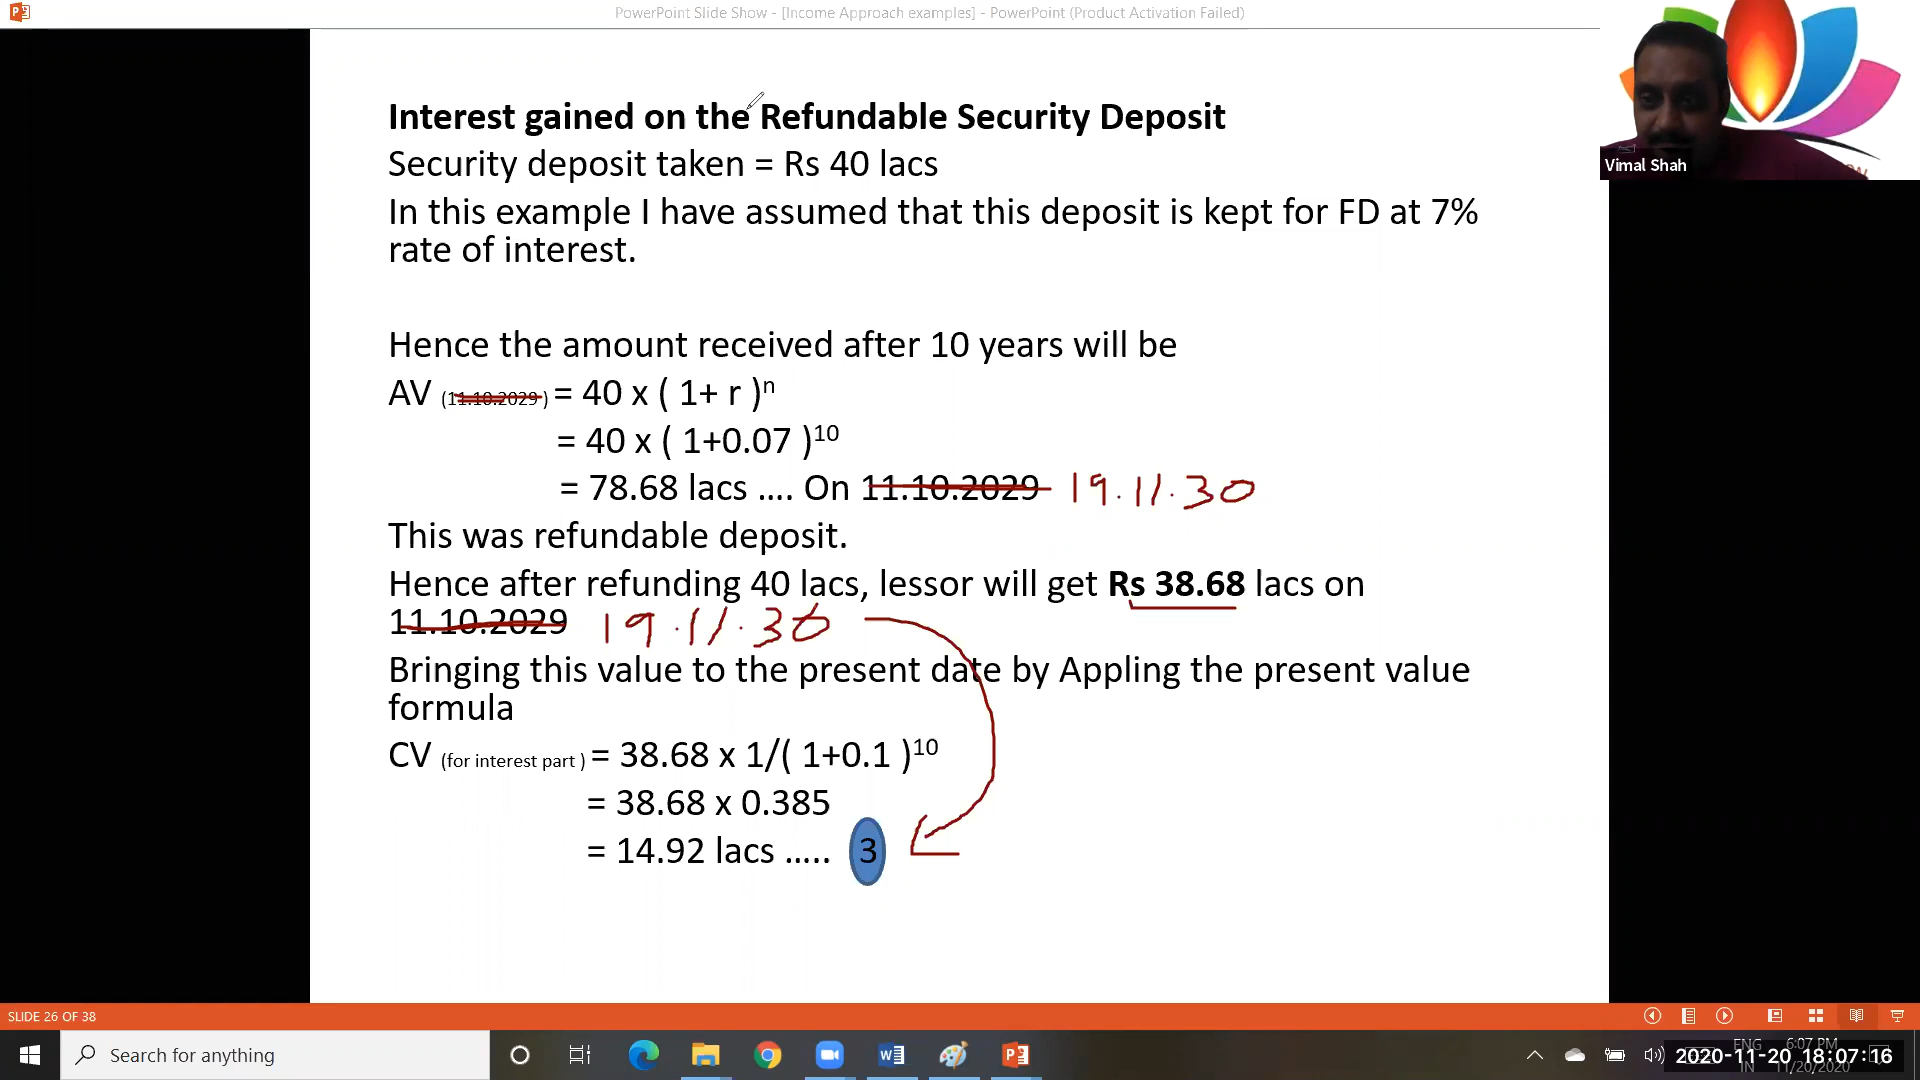 PowerPoint Slide Show - [Income Approach examples] - PowerPoint (Product Activation Failed)
Interest gained on the Refundable Security Deposit
Security deposit taken = Rs 40 lacs
In this example I have assumed that this deposit is kept for FD at 7%
rate of interest.
Hence the amount received after 10 years will be
AV (11.10.2029 ) = 40 x ( 1+ r )ⁿ
= 40 x ( 1+0.07 )¹⁰
= 78.68 lacs .... On 11.10.2029 19.11.30
This was refundable deposit.
Hence after refunding 40 lacs, lessor will get Rs 38.68 lacs on
11.10.2029 19.11.30
Bringing this value to the present date by Appling the present value
formula
CV (for interest part ) = 38.68 x 1/( 1+0.1 )¹⁰
= 38.68 x 0.385
= 14.92 lacs ..... 3
Vimal Shah
SLIDE 26 OF 38
Search for anything
ENG
6:07 PM
IN
11/20/2020
2020-11-20 18:07:16